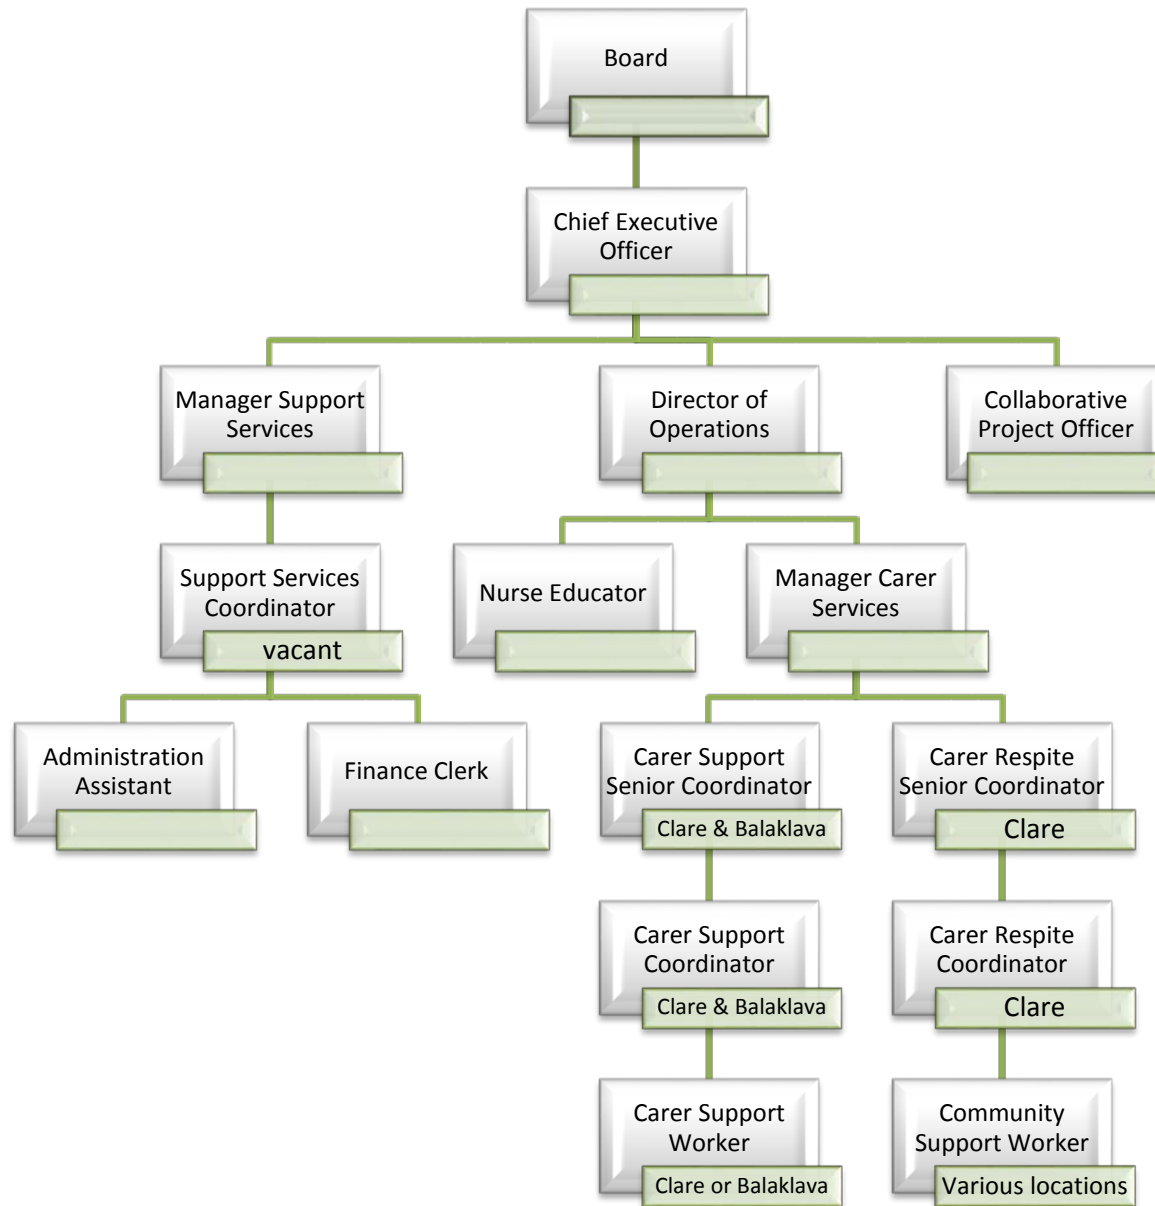 Board
Chief Executive
Officer
Manager Support
Services
Director of
Operations
Collaborative
Project Officer
Support Services
Coordinator
vacant
Nurse Educator
Manager Carer
Services
Administration
Assistant
Finance Clerk
Carer Support
Senior Coordinator
Clare & Balaklava
Carer Respite
Senior Coordinator
Clare
Carer Support
Coordinator
Clare & Balaklava
Carer Respite
Coordinator
Clare
Carer Support
Worker
Clare or Balaklava
Community
Support Worker
Various locations